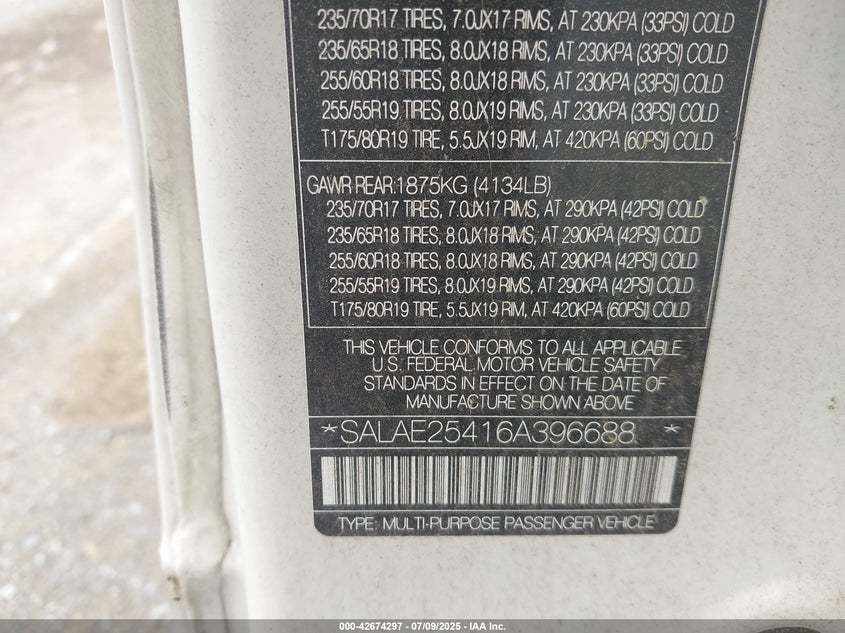 235/70R17 TIRES, 7.0JX17 RIMS, AT 230KPA (33PSI) COLD
235/65R18 TIRES, 8.0JX18 RIMS, AT 230KPA (33PSI) COLD
255/60R18 TIRES, 8.0JX18 RIMS, AT 230KPA (33PSI) COLD
255/55R19 TIRES, 8.0JX19 RIMS, AT 230KPA (33PSI) COLD
T175/80R19 TIRE, 5.5JX19 RIM, AT 420KPA (60PSI) COLD
GAWR REAR:1875KG (4134LB)
235/70R17 TIRES, 7.0JX17 RIMS, AT 290KPA (42PSI) COLD
235/65R18 TIRES, 8.0JX18 RIMS, AT 290KPA (42PSI) COLD
255/60R18 TIRES, 8.0JX18 RIMS, AT 290KPA (42PSI) COLD
255/55R19 TIRES, 8.0JX19 RIMS, AT 290KPA (42PSI) COLD
T175/80R19 TIRE, 5.5JX19 RIM, AT 420KPA (60PSI) COLD
THIS VEHICLE CONFORMS TO ALL APPLICABLE
U.S. FEDERAL MOTOR VEHICLE SAFETY
STANDARDS IN EFFECT ON THE DATE OF
MANUFACTURE SHOWN ABOVE
*SALAE25416A396688 *
TYPE: MULTI-PURPOSE PASSENGER VEHICLE
000-42674297 / 07/09/2025 - IAA Inc.